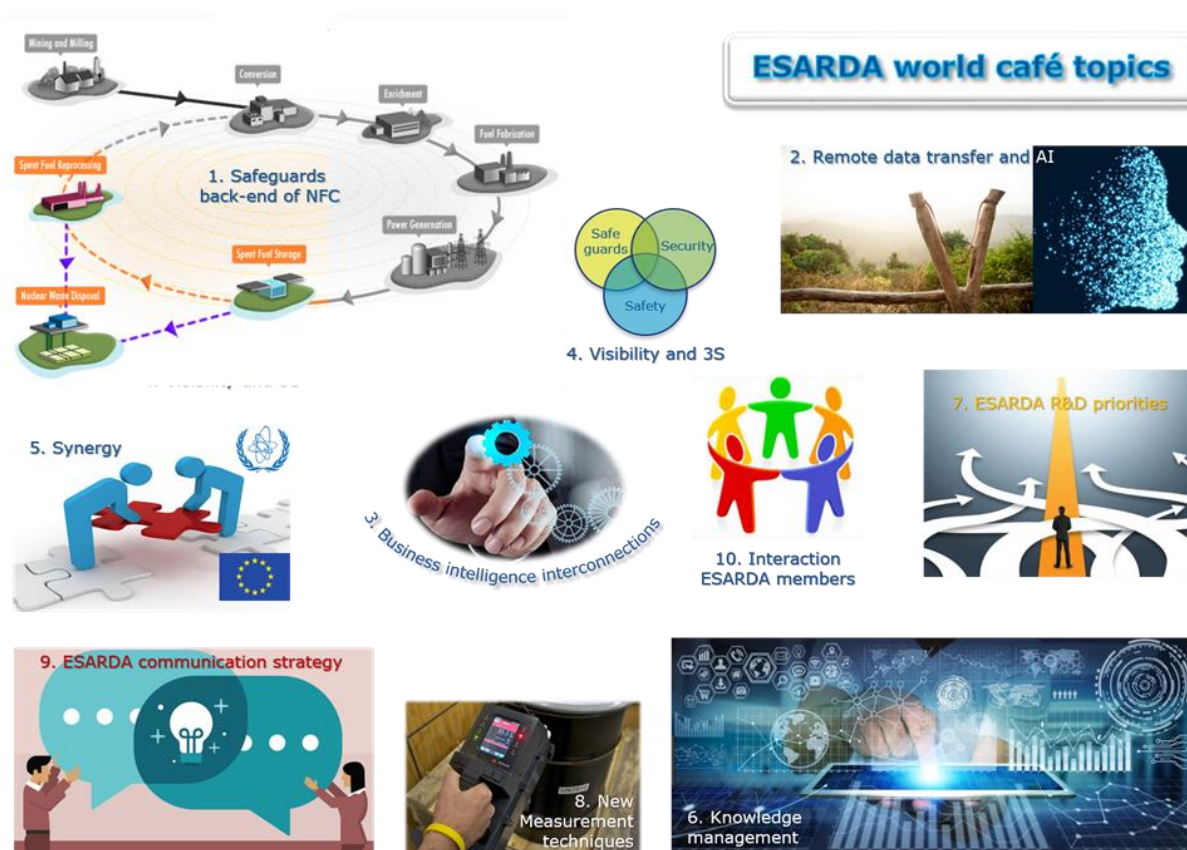 ESARDA world café topics
Mining and Milling
Conversion
Enrichment
Fuel Fabrication
Spent Fuel Reprocessing
1. Safeguards
back-end of NFC
Power Genernation
Spent Fuel Storage
Nuclear Waste Disposal
2. Remote data transfer and AI
Safe
guards
Security
Safety
4. Visibility and 3S
5. Synergy
3. Business intelligence interconnections
10. Interaction
ESARDA members
7. ESARDA R&D priorities
9. ESARDA communication strategy
8. New
Measurement
techniques
6. Knowledge
management